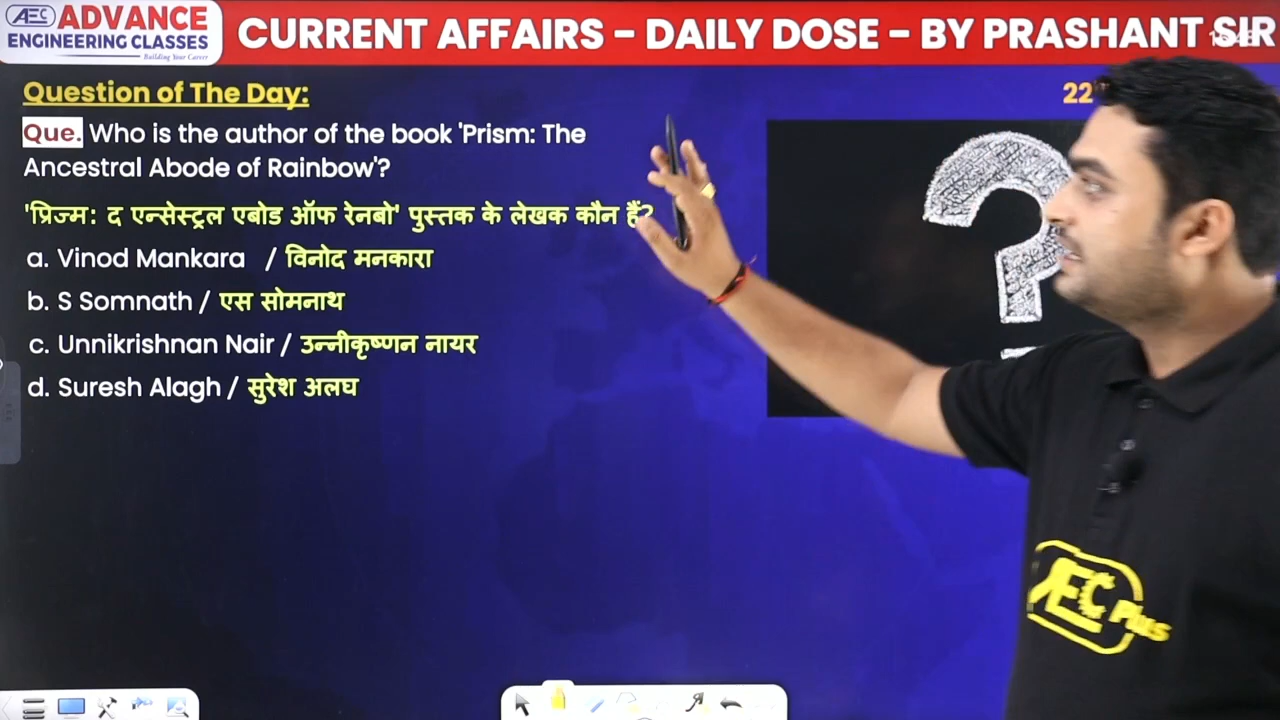 AEC ADVANCE
ENGINEERING CLASSES
Building Your Career
CURRENT AFFAIRS - DAILY DOSE - BY PRASHANT SIR
Question of The Day:
22
Que. Who is the author of the book 'Prism: The
Ancestral Abode of Rainbow'?
'प्रिज्म: द एन्सेस्ट्रल एबोड ऑफ रेनबो' पुस्तक के लेखक कौन हैं?
a. Vinod Mankara / विनोद मनकारा
b. S Somnath / एस सोमनाथ
c. Unnikrishnan Nair / उन्नीकृष्णन नायर
d. Suresh Alagh / सुरेश अलघ
AEC Plus